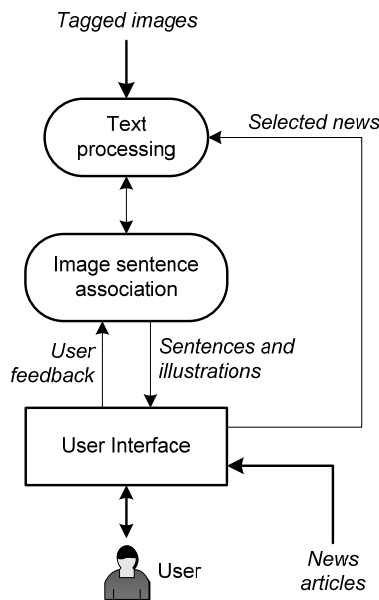 Tagged images
Text
processing
Selected news
Image sentence
association
User
feedback
Sentences and
illustrations
User Interface
User
News
articles